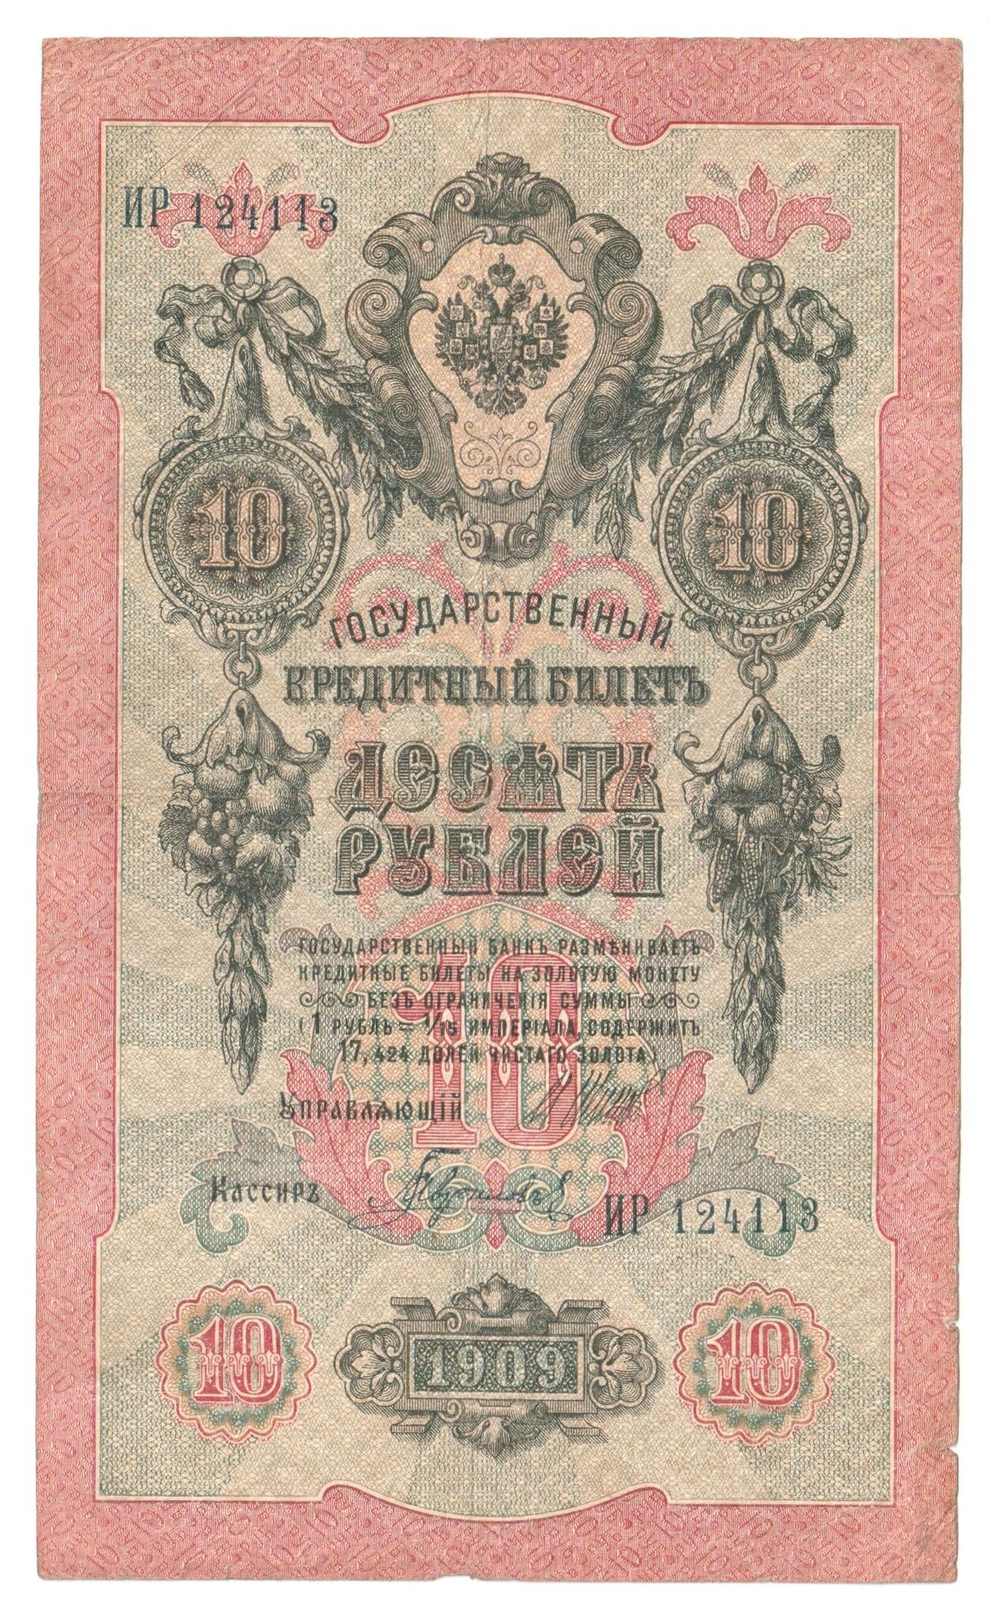 ИР 124113
10 10
ГОСУДАРСТВЕННЫЙ
КРЕДИТНЫЙ БИЛЕТЪ
ДЕСЯТЬ
РУБЛЕЙ
ГОСУДАРСТВЕННЫЙ БАНКЪ РАЗМѢНИВАЕТЪ
КРЕДИТНЫЕ БИЛЕТЫ НА ЗОЛОТУЮ МОНЕТУ
БЕЗЪ ОГРАНИЧЕНІЯ СУММЫ
(1 РУБЛЬ = 1/15 ИМПЕРІАЛА, СОДЕРЖИТЪ
17,424 ДОЛЕЙ ЧИСТАГО ЗОЛОТА)
10
УПРАВЛЯЮЩІЙ
КАССИРЪ
ИР 124113
10 1909 10